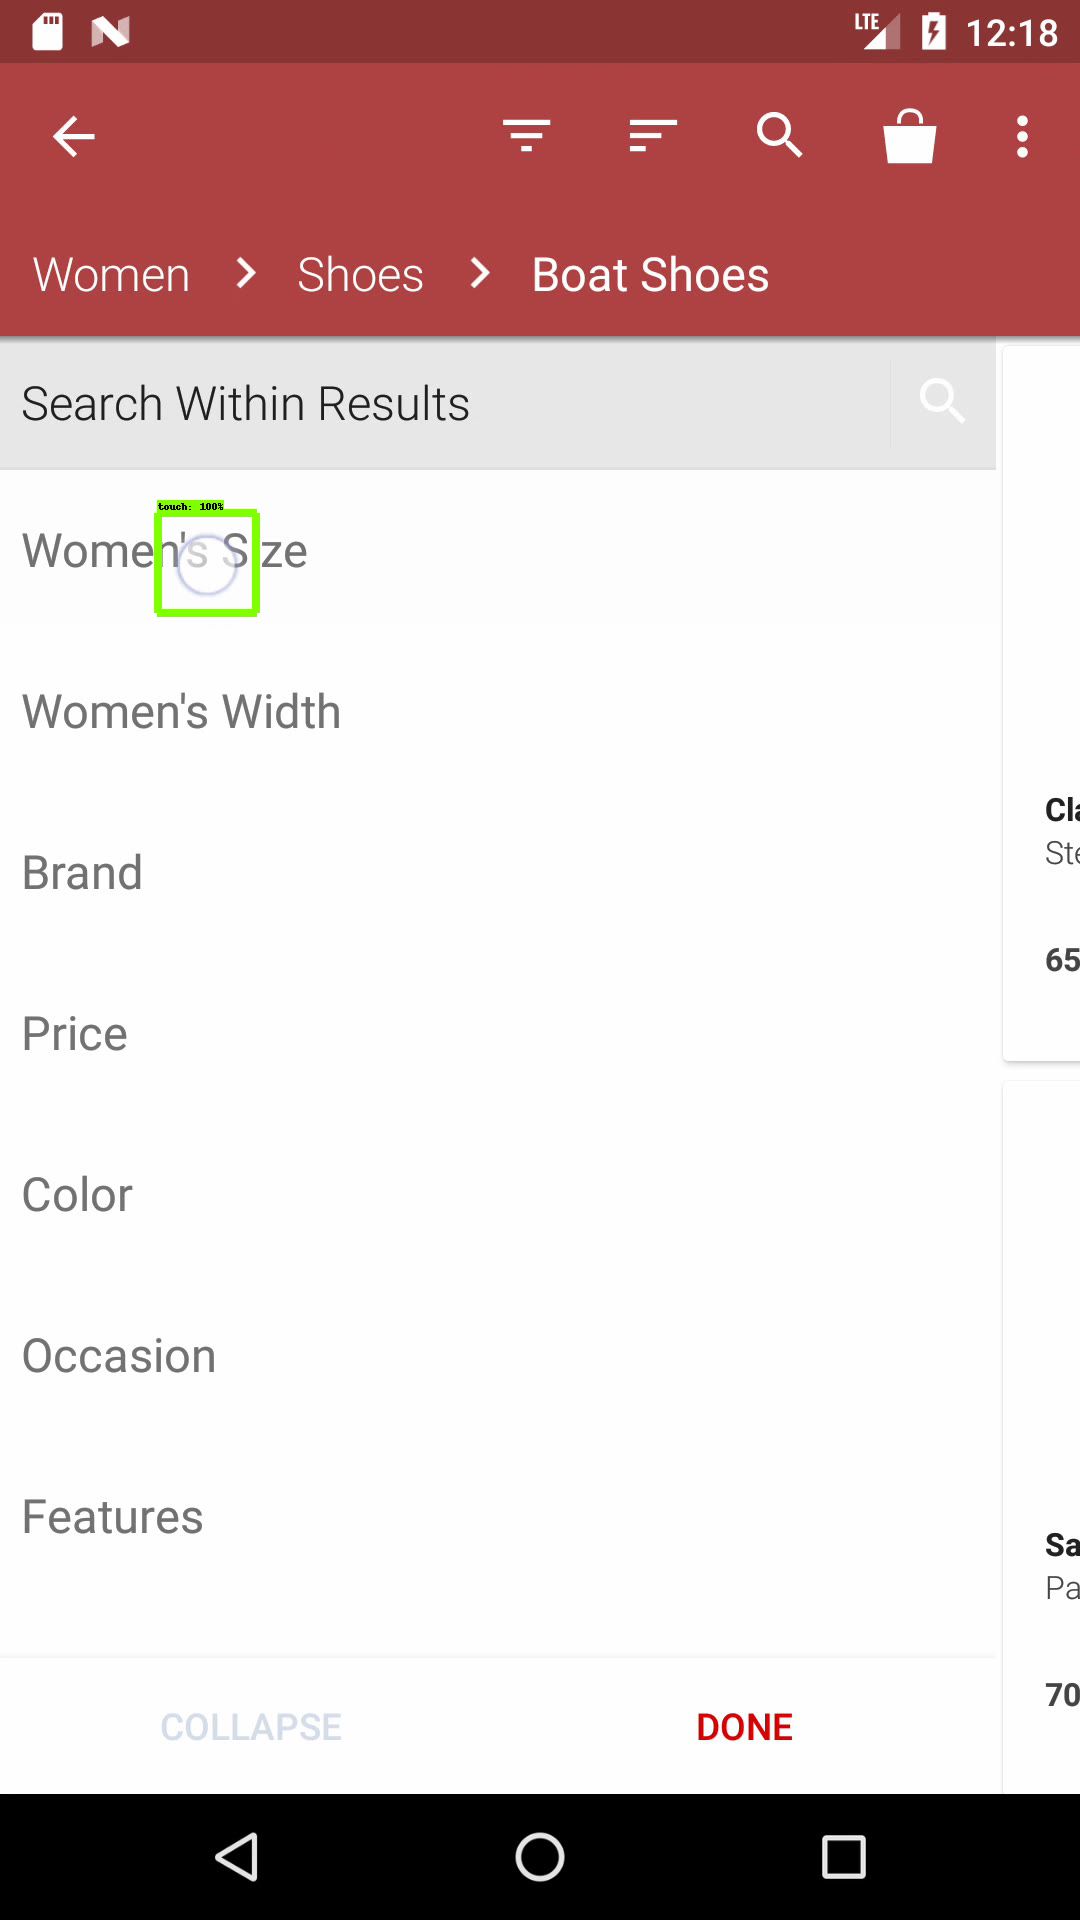 LTE 12:18
Women Shoes Boat Shoes
Search Within Results
touch: 100%
Women's Size
Women's Width
Cla
Ste
Brand
65
Price
Color
Occasion
Features
Sa
Pa
70
COLLAPSE DONE